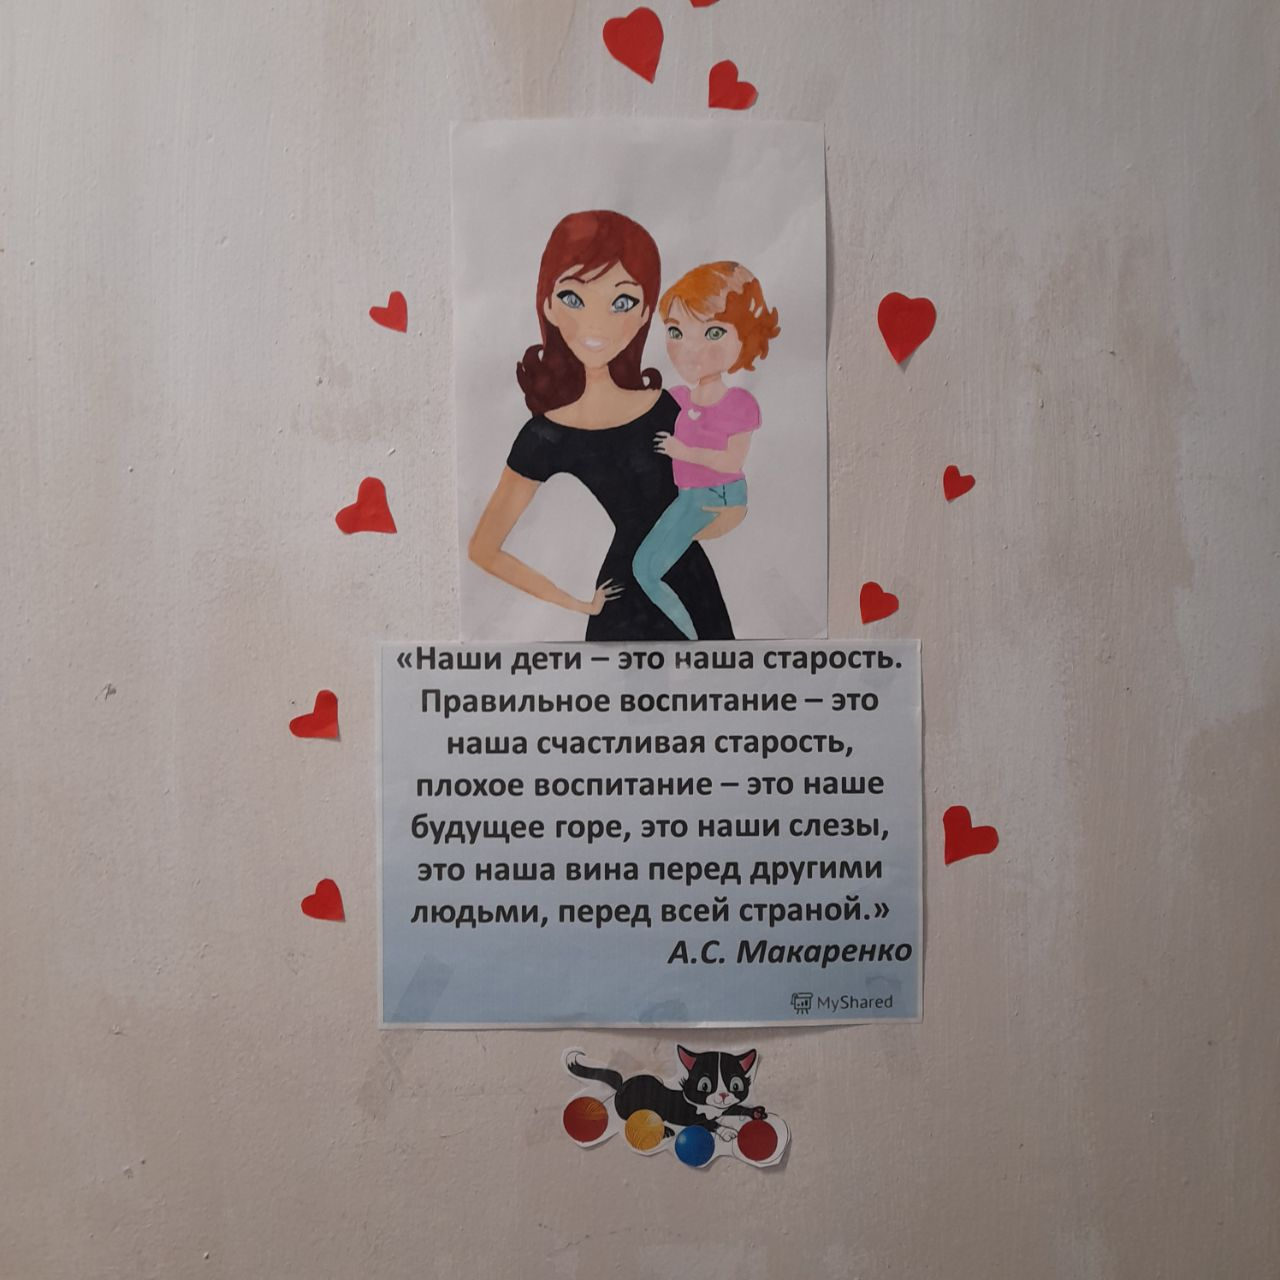 «Наши дети – это наша старость.
Правильное воспитание – это
наша счастливая старость,
плохое воспитание – это наше
будущее горе, это наши слезы,
это наша вина перед другими
людьми, перед всей страной.»
А.С. Макаренко
MyShared